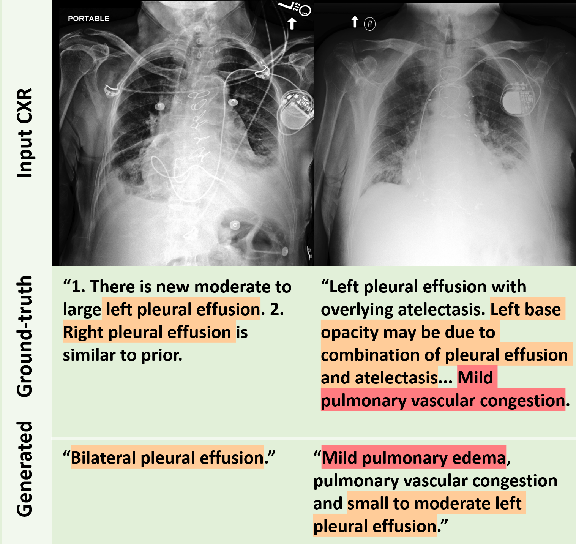 Input CXR
PORTABLE
Ground-truth
“1. There is new moderate to
large left pleural effusion. 2.
Right pleural effusion is
similar to prior.
“Left pleural effusion with
overlying atelectasis. Left base
opacity may be due to
combination of pleural effusion
and atelectasis... Mild
pulmonary vascular congestion.
Generated
“Bilateral pleural effusion.”
“Mild pulmonary edema,
pulmonary vascular congestion
and small to moderate left
pleural effusion.”